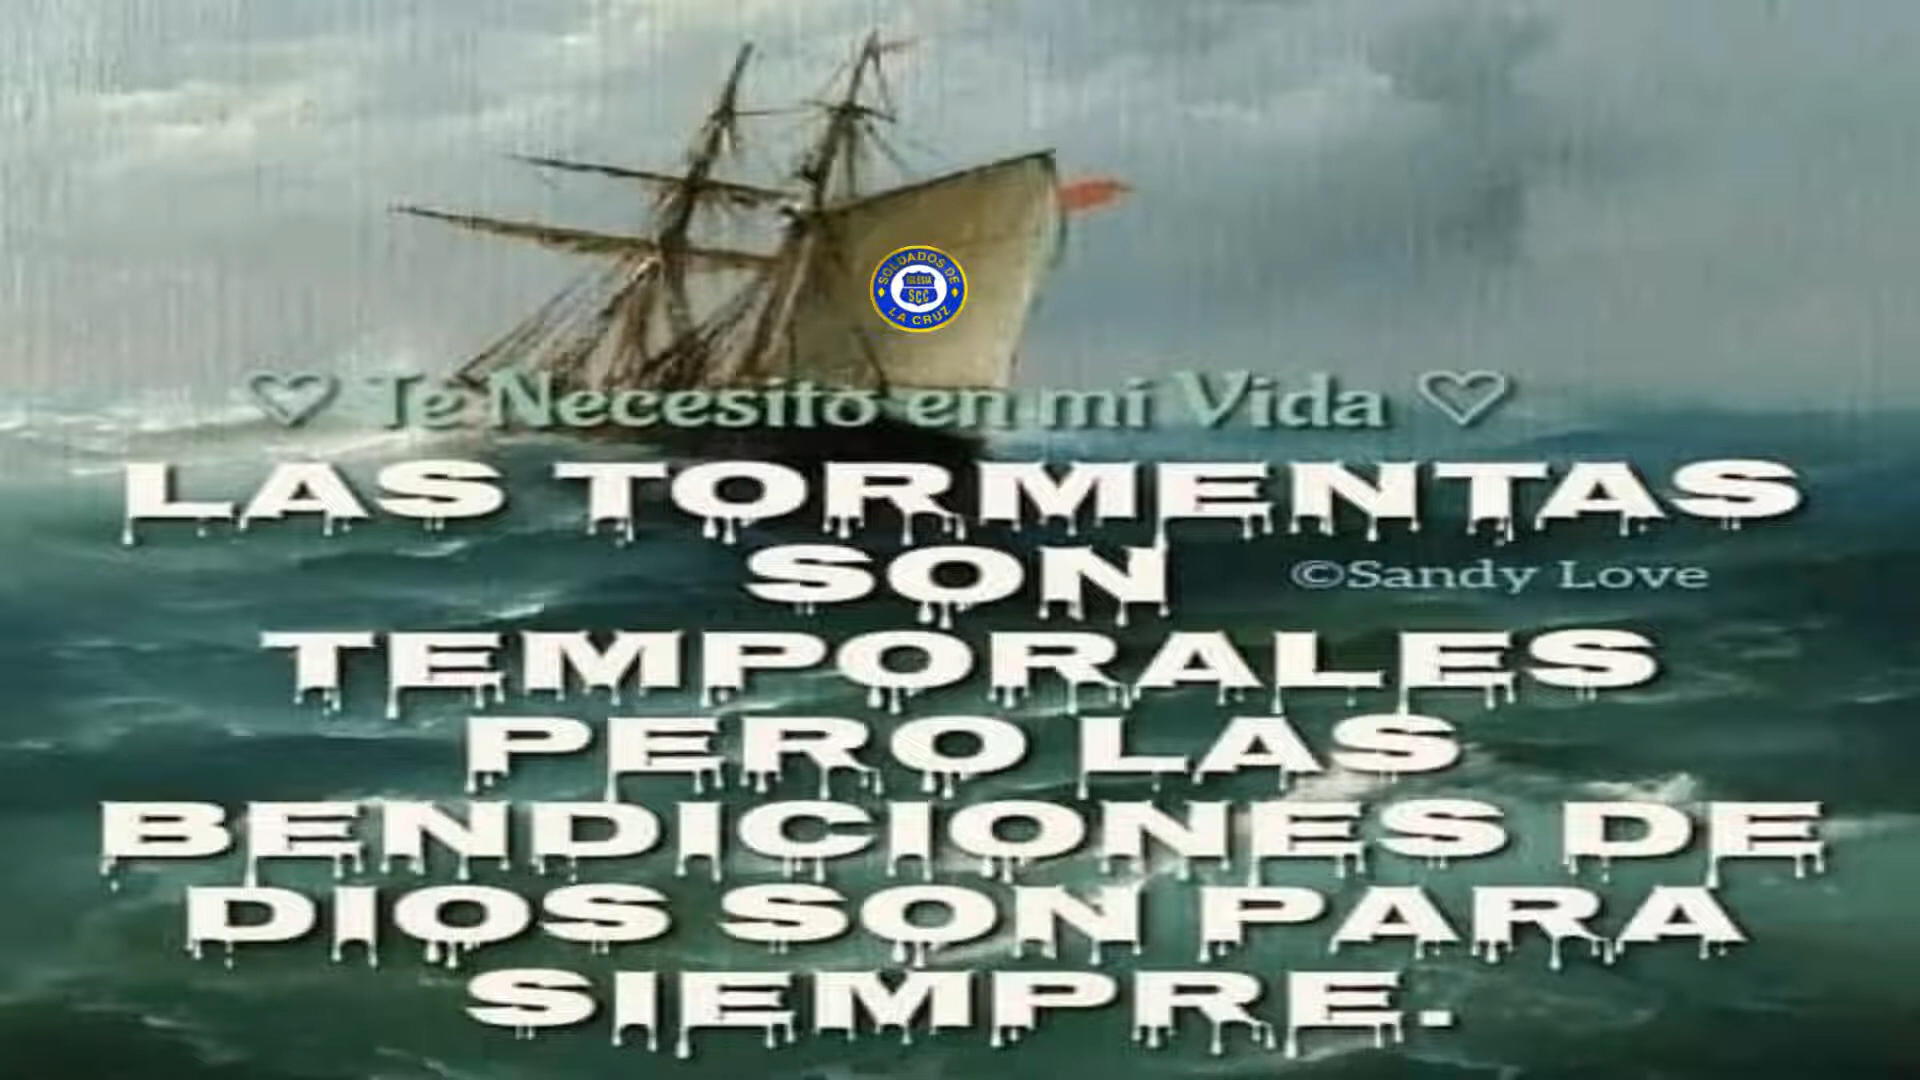 SOLDADOS DE
IGLESIA
SCC
LA CRUZ
♡ Te Necesito en mi Vida ♡
LAS TORMENTAS
SON
©Sandy Love
TEMPORALES
PERO LAS
BENDICIONES DE
DIOS SON PARA
SIEMPRE.